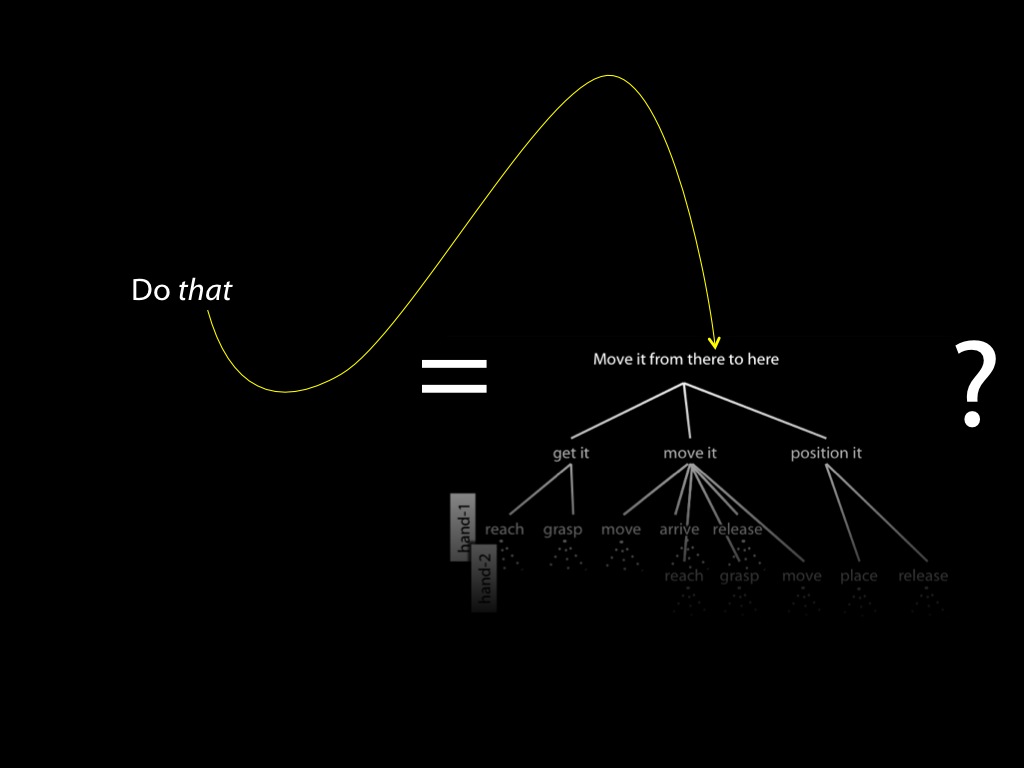 Do that
=
Move it from there to here
?
get it
move it
position it
hand-1
reach
grasp
move
arrive
release
hand-2
reach
grasp
move
place
release